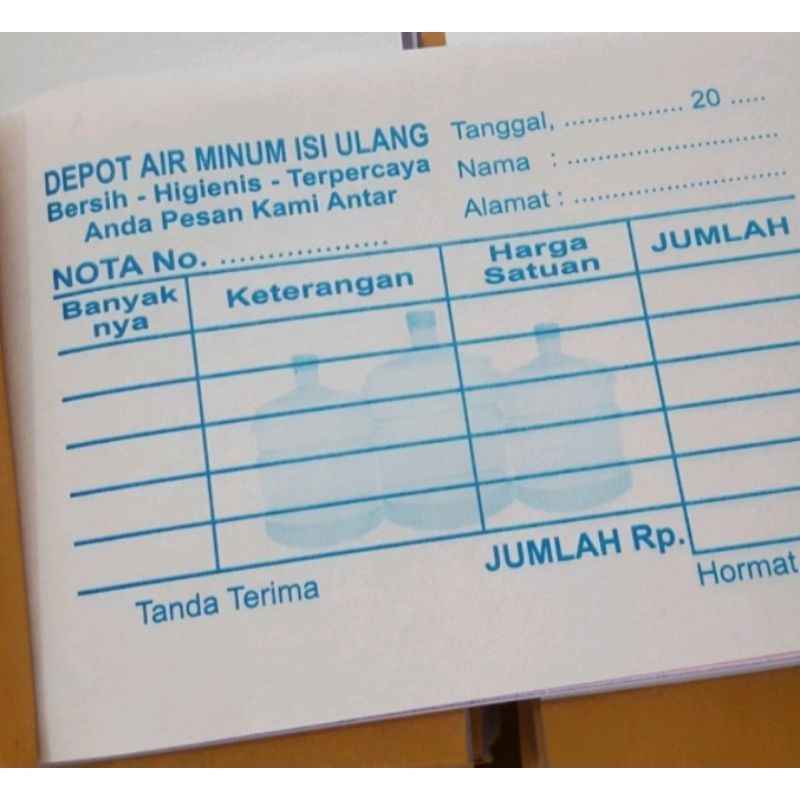 DEPOT AIR MINUM ISI ULANG
Bersih - Higienis - Terpercaya
Anda Pesan Kami Antar
NOTA No. ...................
Tanggal, ................ 20 .....
Nama : ............................
Alamat : ............................
Banyak nya
Keterangan
Harga Satuan
JUMLAH
JUMLAH Rp.
Tanda Terima
Hormat